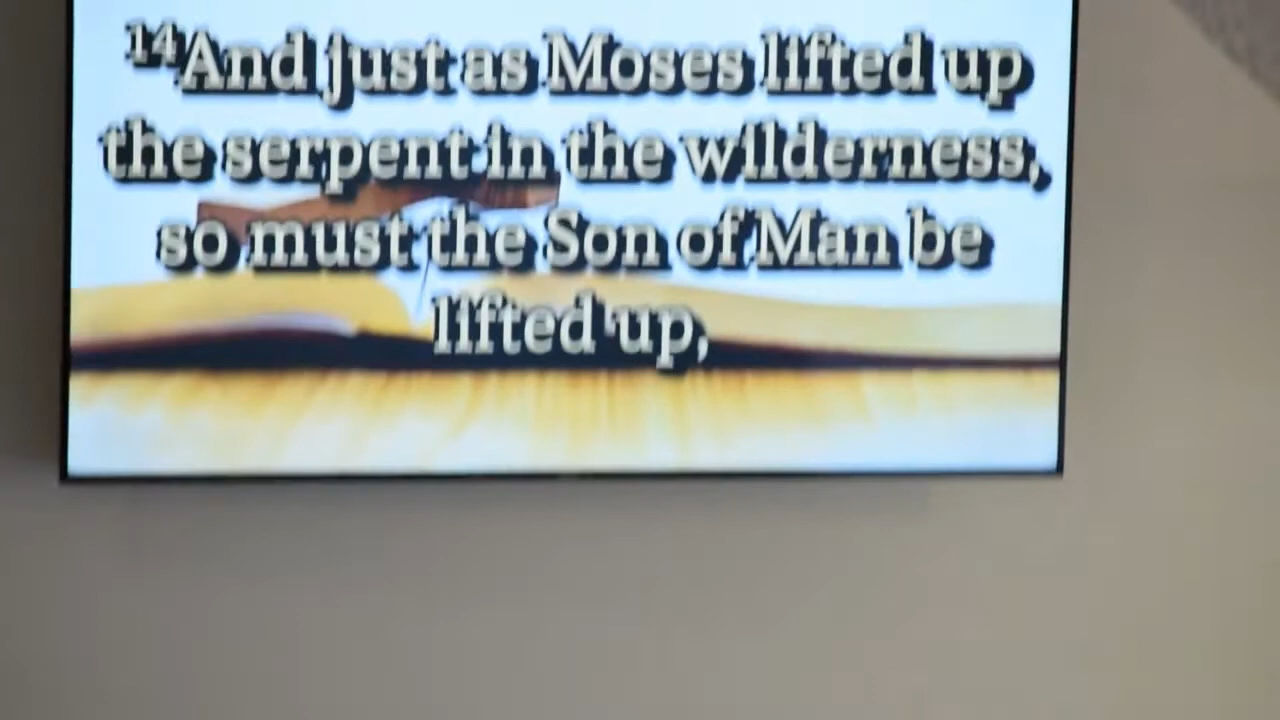 14And just as Moses lifted up
the serpent in the wilderness,
so must the Son of Man be
lifted up,